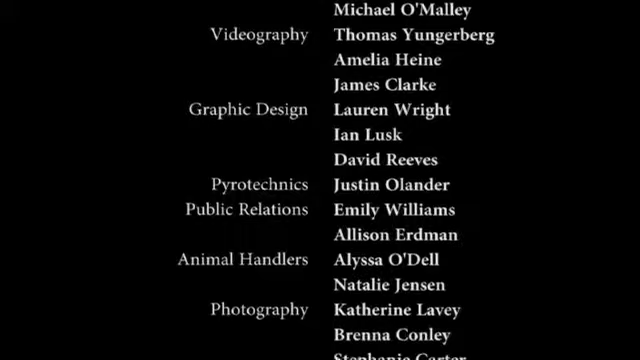 Michael O'Malley
Videography Thomas Yungerberg
Amelia Heine
James Clarke
Graphic Design Lauren Wright
Ian Lusk
David Reeves
Pyrotechnics Justin Olander
Public Relations Emily Williams
Allison Erdman
Animal Handlers Alyssa O'Dell
Natalie Jensen
Photography Katherine Lavey
Brenna Conley
Stephanie Carter